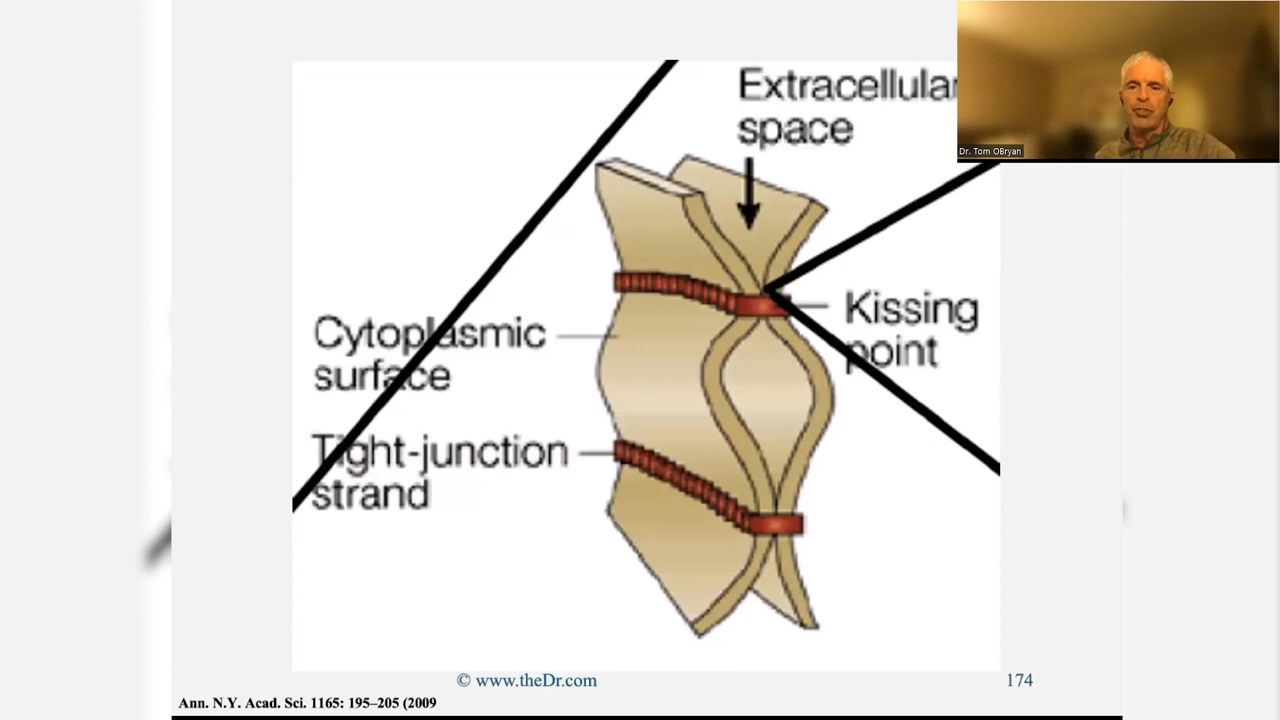 Extracellular
space
Dr. Tom OBryan
Kissing
point
Cytoplasmic
surface
Tight-junction
strand
© www.theDr.com
174
Ann. N.Y. Acad. Sci. 1165: 195–205 (2009